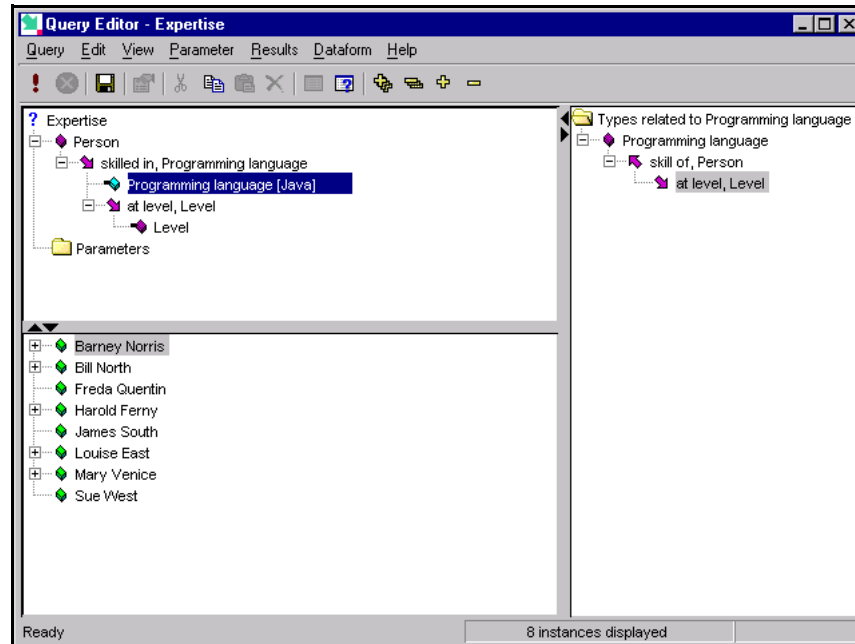 Query Editor - Expertise
Query Edit View Parameter Results Dataform Help
? Expertise
Person
skilled in, Programming language
Programming language [Java]
at level, Level
Level
Parameters
Types related to Programming language
Programming language
skill of, Person
at level, Level
Barney Norris
Bill North
Freda Quentin
Harold Ferny
James South
Louise East
Mary Venice
Sue West
Ready
8 instances displayed